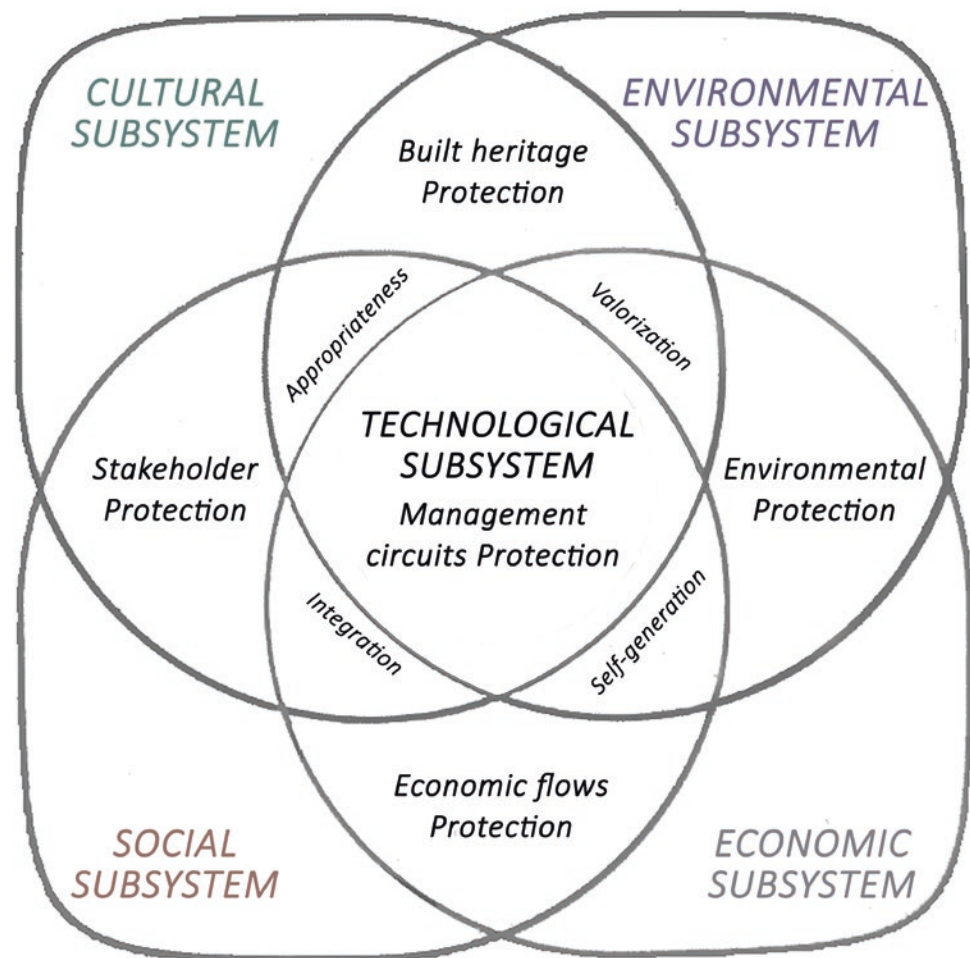 CULTURAL
SUBSYSTEM
ENVIRONMENTAL
SUBSYSTEM
Built heritage
Protection
Appropriateness
Valorization
TECHNOLOGICAL
SUBSYSTEM
Management
circuits Protection
Stakeholder
Protection
Environmental
Protection
Integration
Self-generation
Economic flows
Protection
SOCIAL
SUBSYSTEM
ECONOMIC
SUBSYSTEM